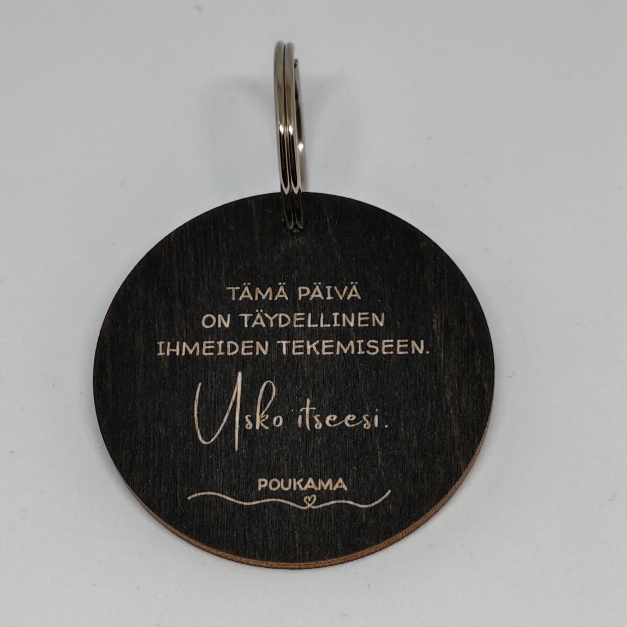 TÄMÄ PÄIVÄ
ON TÄYDELLINEN
IHMEIDEN TEKEMISEEN.
Usko itseesi.
POUKAMA